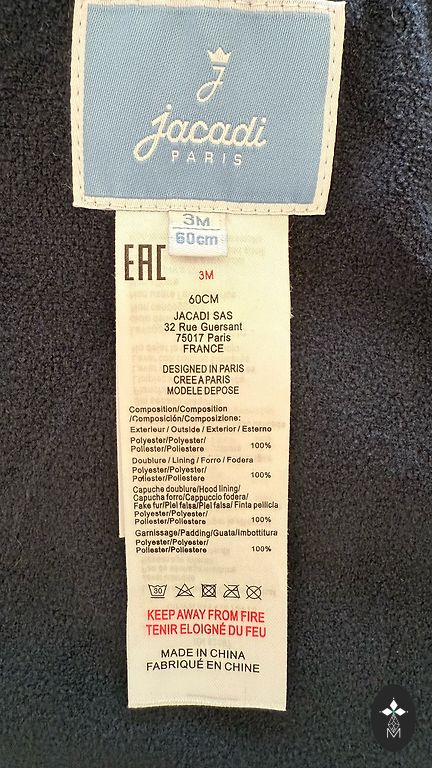 J
jacadi
PARIS
3M
60cm
EAC
3M
60CM
JACADI SAS
32 Rue Guersant
75017 Paris
FRANCE
DESIGNED IN PARIS
CREE A PARIS
MODELE DEPOSE
Composition/Composition
/Composición/Composizione:
Exterieur / Outside / Exterior / Esterno
Polyester/Polyester/
Poliester/Poliestere 100%
Doublure / Lining / Forro / Fodera
Polyester/Polyester/
Poliester/Poliestere 100%
Capuche doublure/Hood lining/
Capucha forro/Cappuccio fodera/
Fake fur/Piel falsa/Piel falsa/ Finta pelliccia
Polyester/Polyester/
Poliester/Poliestere 100%
Garnissage/Padding/Guata/Imbottitura
Polyester/Polyester/
Poliester/Poliestere 100%
30
KEEP AWAY FROM FIRE
TENIR ELOIGNÉ DU FEU
MADE IN CHINA
FABRIQUÉ EN CHINE
M